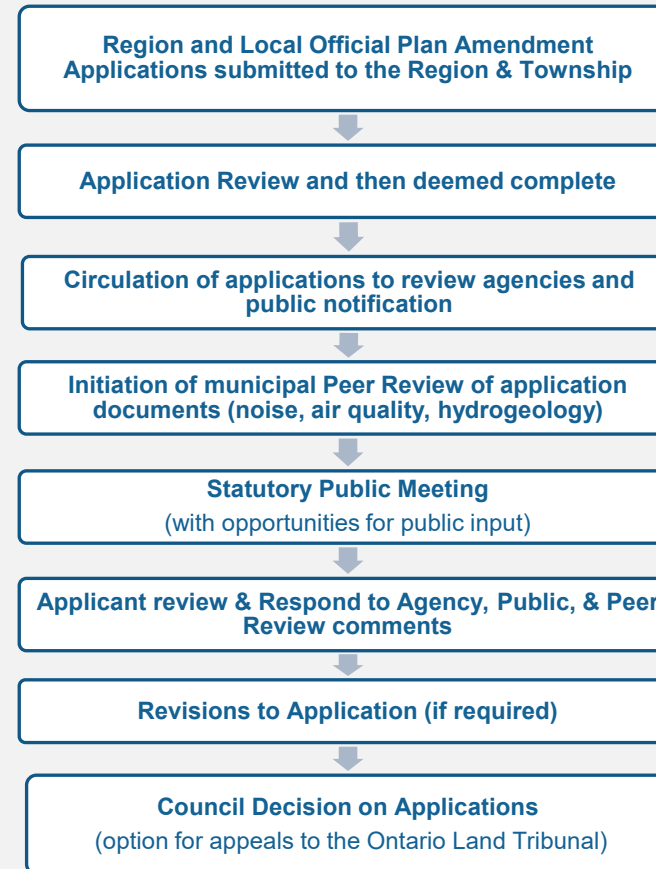 Region and Local Official Plan Amendment
Applications submitted to the Region & Township
Application Review and then deemed complete
Circulation of applications to review agencies and
public notification
Initiation of municipal Peer Review of application
documents (noise, air quality, hydrogeology)
Statutory Public Meeting
(with opportunities for public input)
Applicant review & Respond to Agency, Public, & Peer
Review comments
Revisions to Application (if required)
Council Decision on Applications
(option for appeals to the Ontario Land Tribunal)